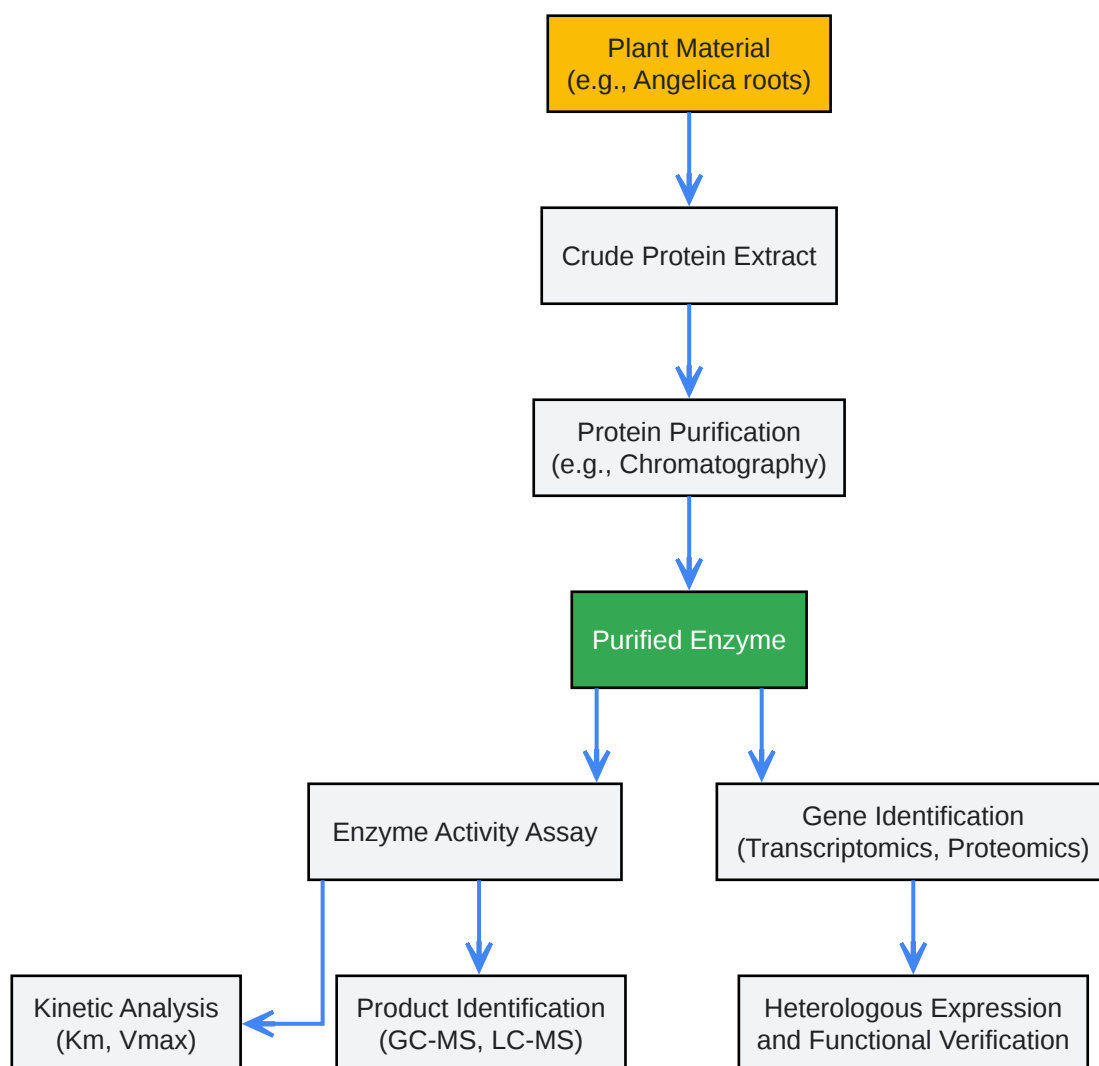 Plant Material
(e.g., Angelica roots)
Crude Protein Extract
Protein Purification
(e.g., Chromatography)
Purified Enzyme
Enzyme Activity Assay
Gene Identification
(Transcriptomics, Proteomics)
Kinetic Analysis
(Km, Vmax)
Product Identification
(GC-MS, LC-MS)
Heterologous Expression
and Functional Verification